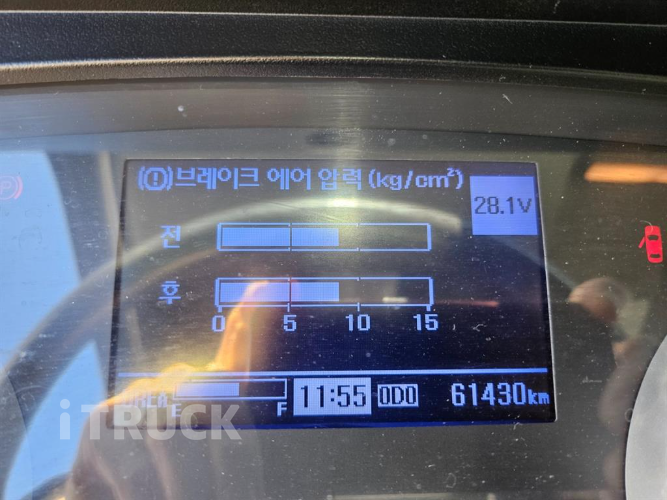 (!)브레이크 에어 압력 (kg/cm²)
28.1V
전
후
0 5 10 15
UREA E F 11:55 ODO 61430km
iTRUCK
(P)